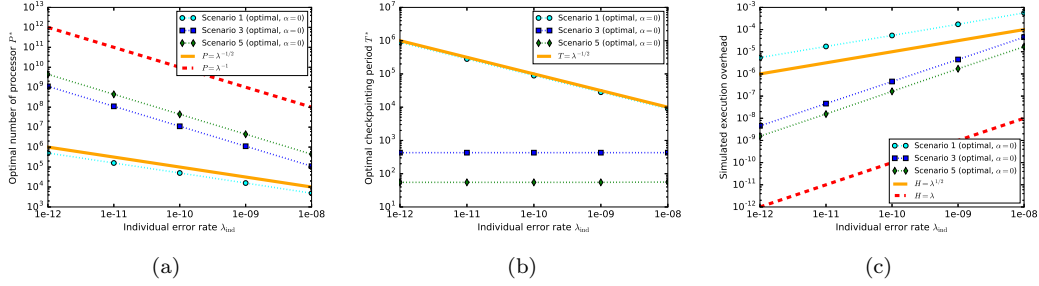 Optimal number of processor P*
10^13
10^12
10^11
10^10
10^9
10^8
10^7
10^6
10^5
10^4
10^3
1e-12
1e-11
1e-10
1e-09
1e-08
Individual error rate λ_ind
Scenario 1 (optimal, α=0)
Scenario 3 (optimal, α=0)
Scenario 5 (optimal, α=0)
P=λ^{-1/2}
P=λ^{-1}
(a)
Optimal checkpointing period T*
10^7
10^6
10^5
10^4
10^3
10^2
10^1
1e-12
1e-11
1e-10
1e-09
1e-08
Individual error rate λ_ind
Scenario 1 (optimal, α=0)
Scenario 3 (optimal, α=0)
Scenario 5 (optimal, α=0)
T=λ^{-1/2}
(b)
Simulated execution overhead
10^-3
10^-4
10^-5
10^-6
10^-7
10^-8
10^-9
10^-10
10^-11
10^-12
1e-12
1e-11
1e-10
1e-09
1e-08
Individual error rate λ_ind
Scenario 1 (optimal, α=0)
Scenario 3 (optimal, α=0)
Scenario 5 (optimal, α=0)
H=λ^{1/2}
H=λ
(c)